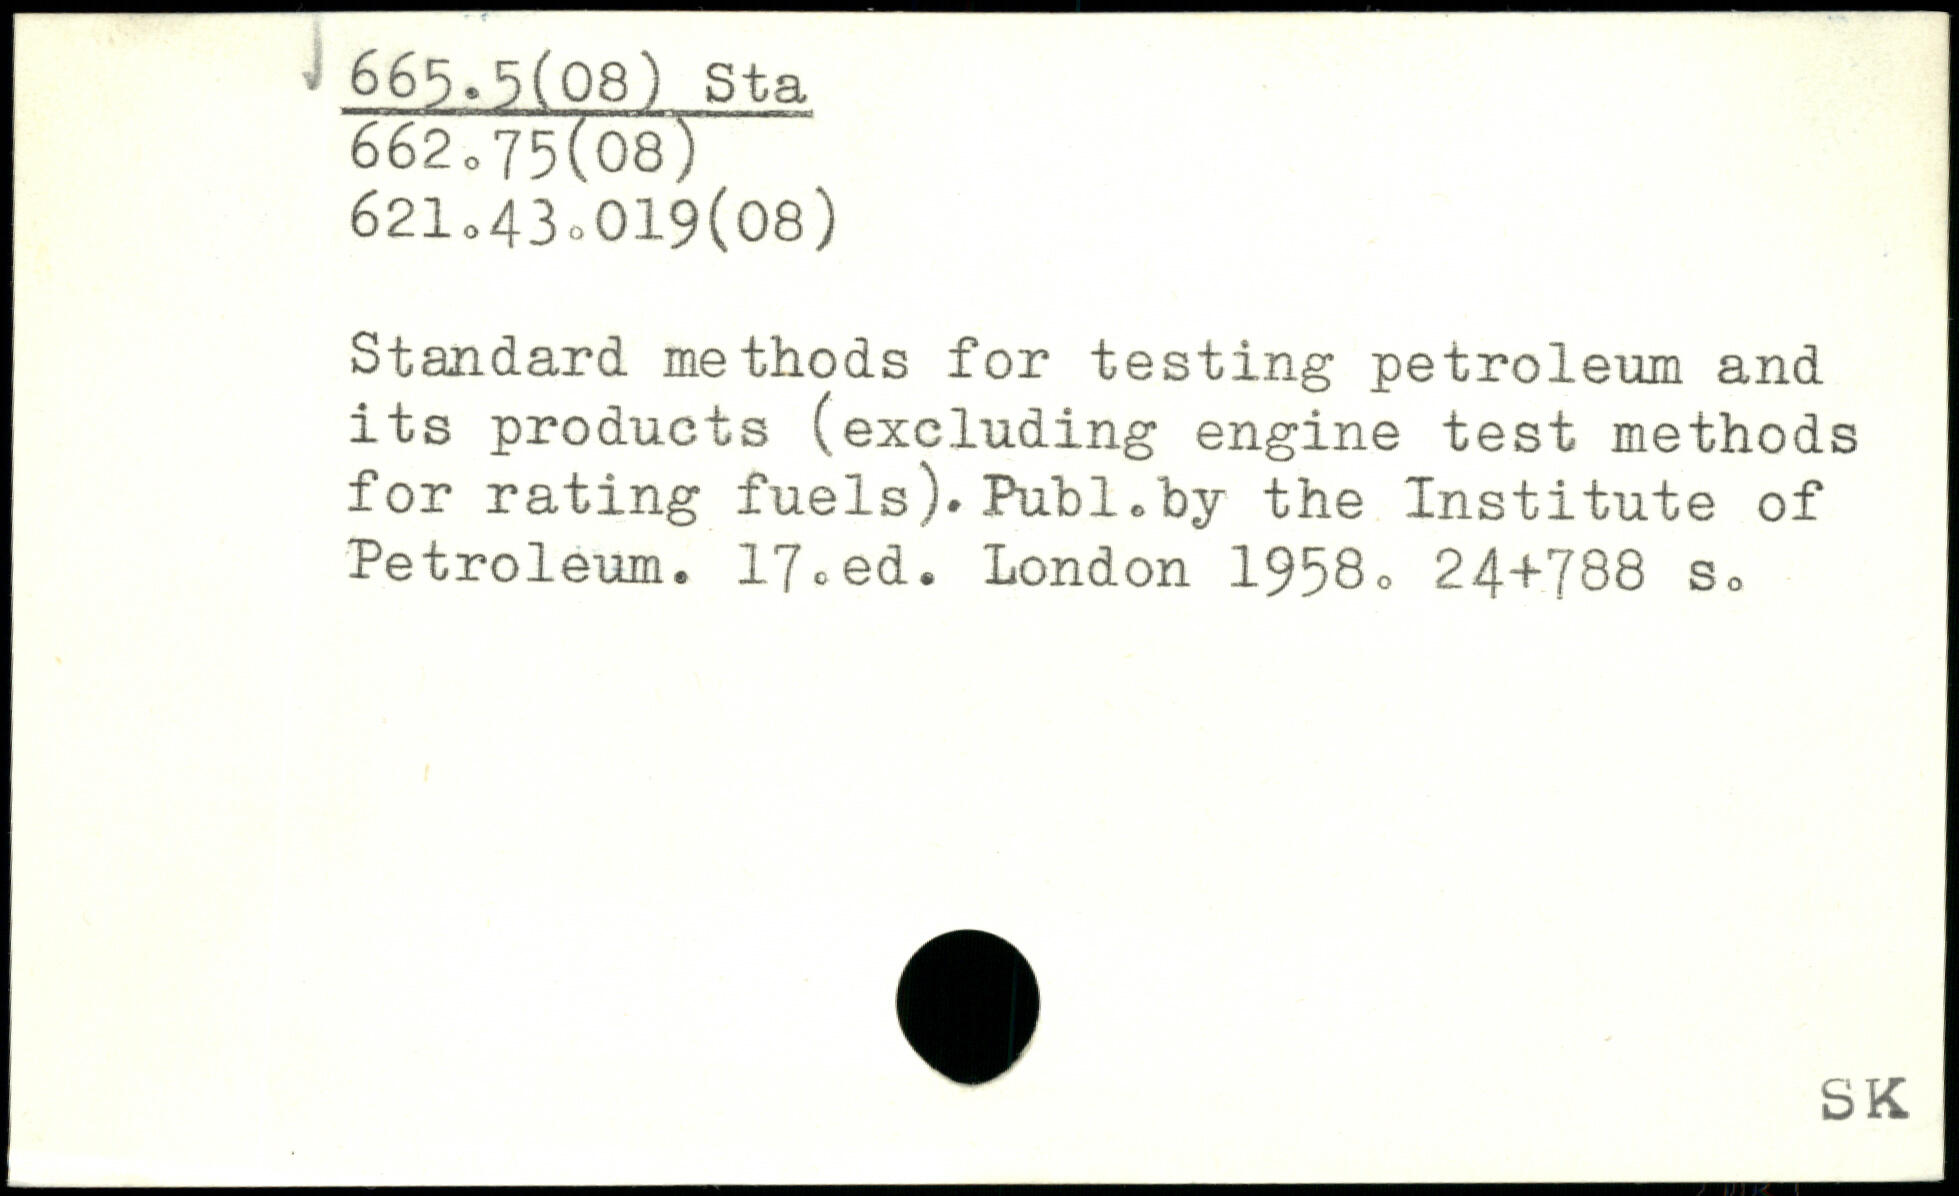 665.5(08) Sta
662.75(08)
621.43.019(08)
Standard methods for testing petroleum and
its products (excluding engine test methods
for rating fuels). Publ.by the Institute of
Petroleum. 17.ed. London 1958. 24+788 s.
SK